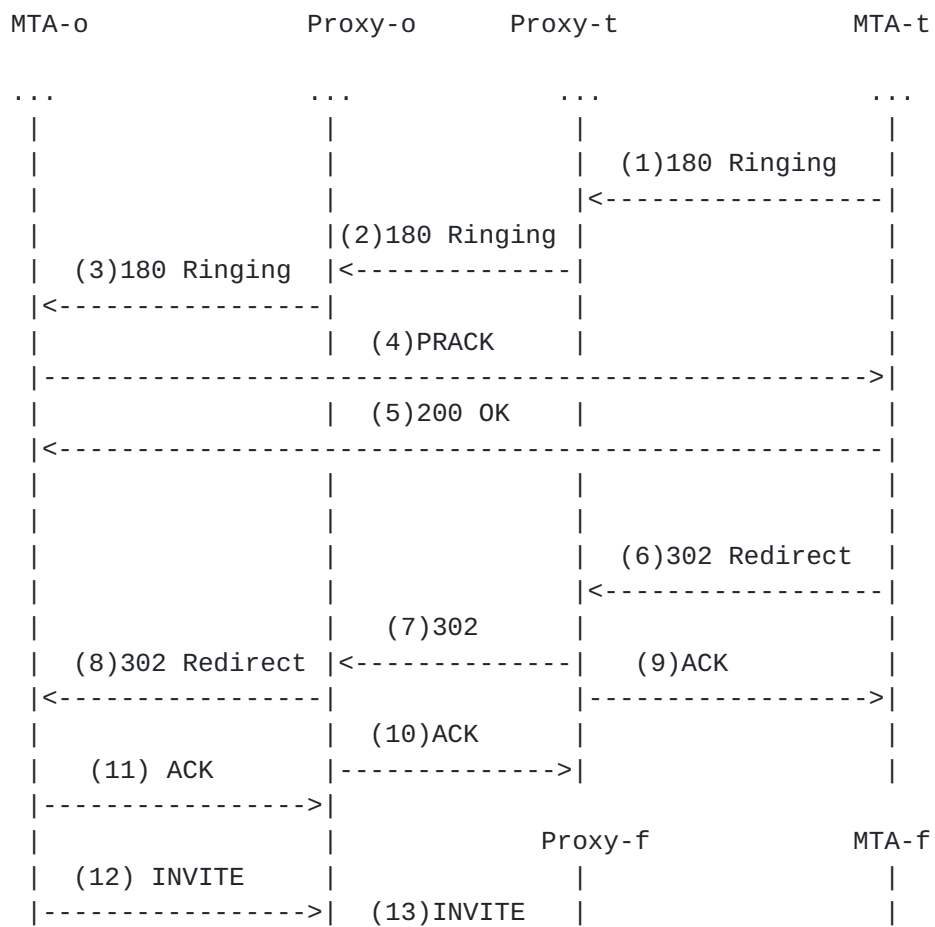 MTA-o Proxy-o Proxy-t MTA-t
... ... ... ...
(1)180 Ringing
(2)180 Ringing
(3)180 Ringing
(4)PRACK
(5)200 OK
(6)302 Redirect
(7)302
(8)302 Redirect (9)ACK
(10)ACK
(11) ACK
Proxy-f MTA-f
(12) INVITE
(13)INVITE